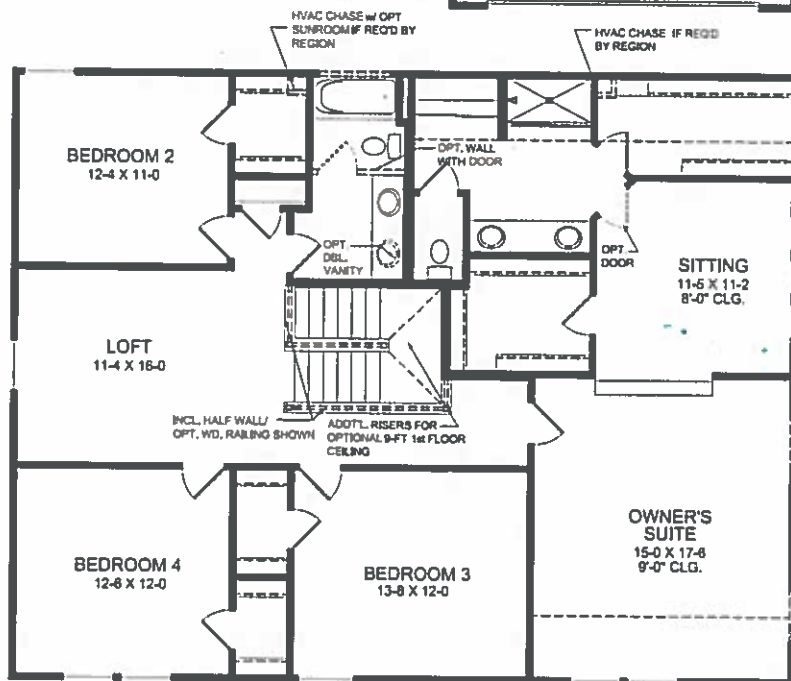 HVAC CHASE w/ OPT
SUNROOM IF REQ'D BY
REGION
HVAC CHASE IF REQ'D
BY REGION
BEDROOM 2
12-4 X 11-0
OPT. WALL
WITH DOOR
OPT.
DBL.
VANITY
OPT.
DOOR
SITTING
11-5 X 11-2
8'-0" CLG.
LOFT
11-4 X 16-0
INCL. HALF WALL/
OPT. WD. RAILING SHOWN
ADDT'L. RISERS FOR
OPTIONAL 9-FT 1st FLOOR
CEILING
BEDROOM 4
12-6 X 12-0
BEDROOM 3
13-8 X 12-0
OWNER'S
SUITE
15-0 X 17-6
9'-0" CLG.